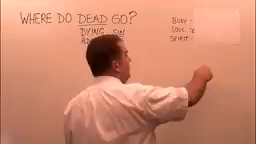 WHERE DO DEAD GO?
DYING SIN
BODY -
SOUL -
SPIRIT -